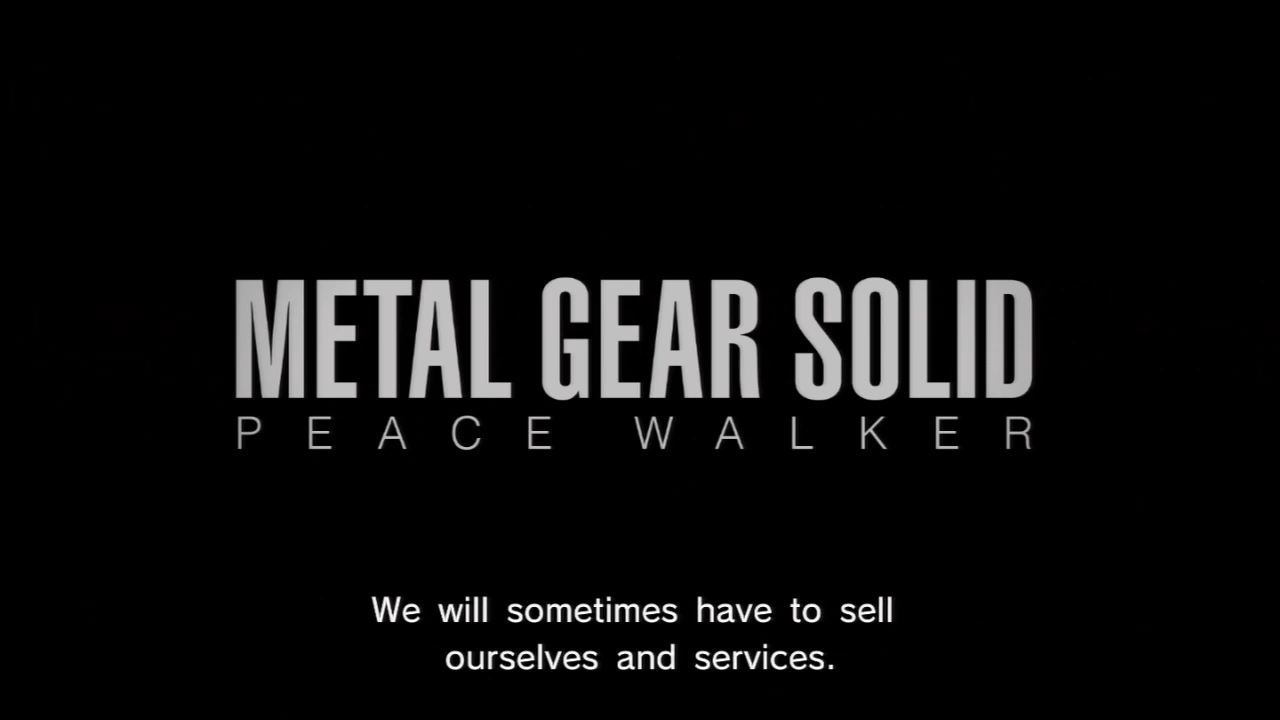 METAL GEAR SOLID
PEACE WALKER
We will sometimes have to sell
ourselves and services.